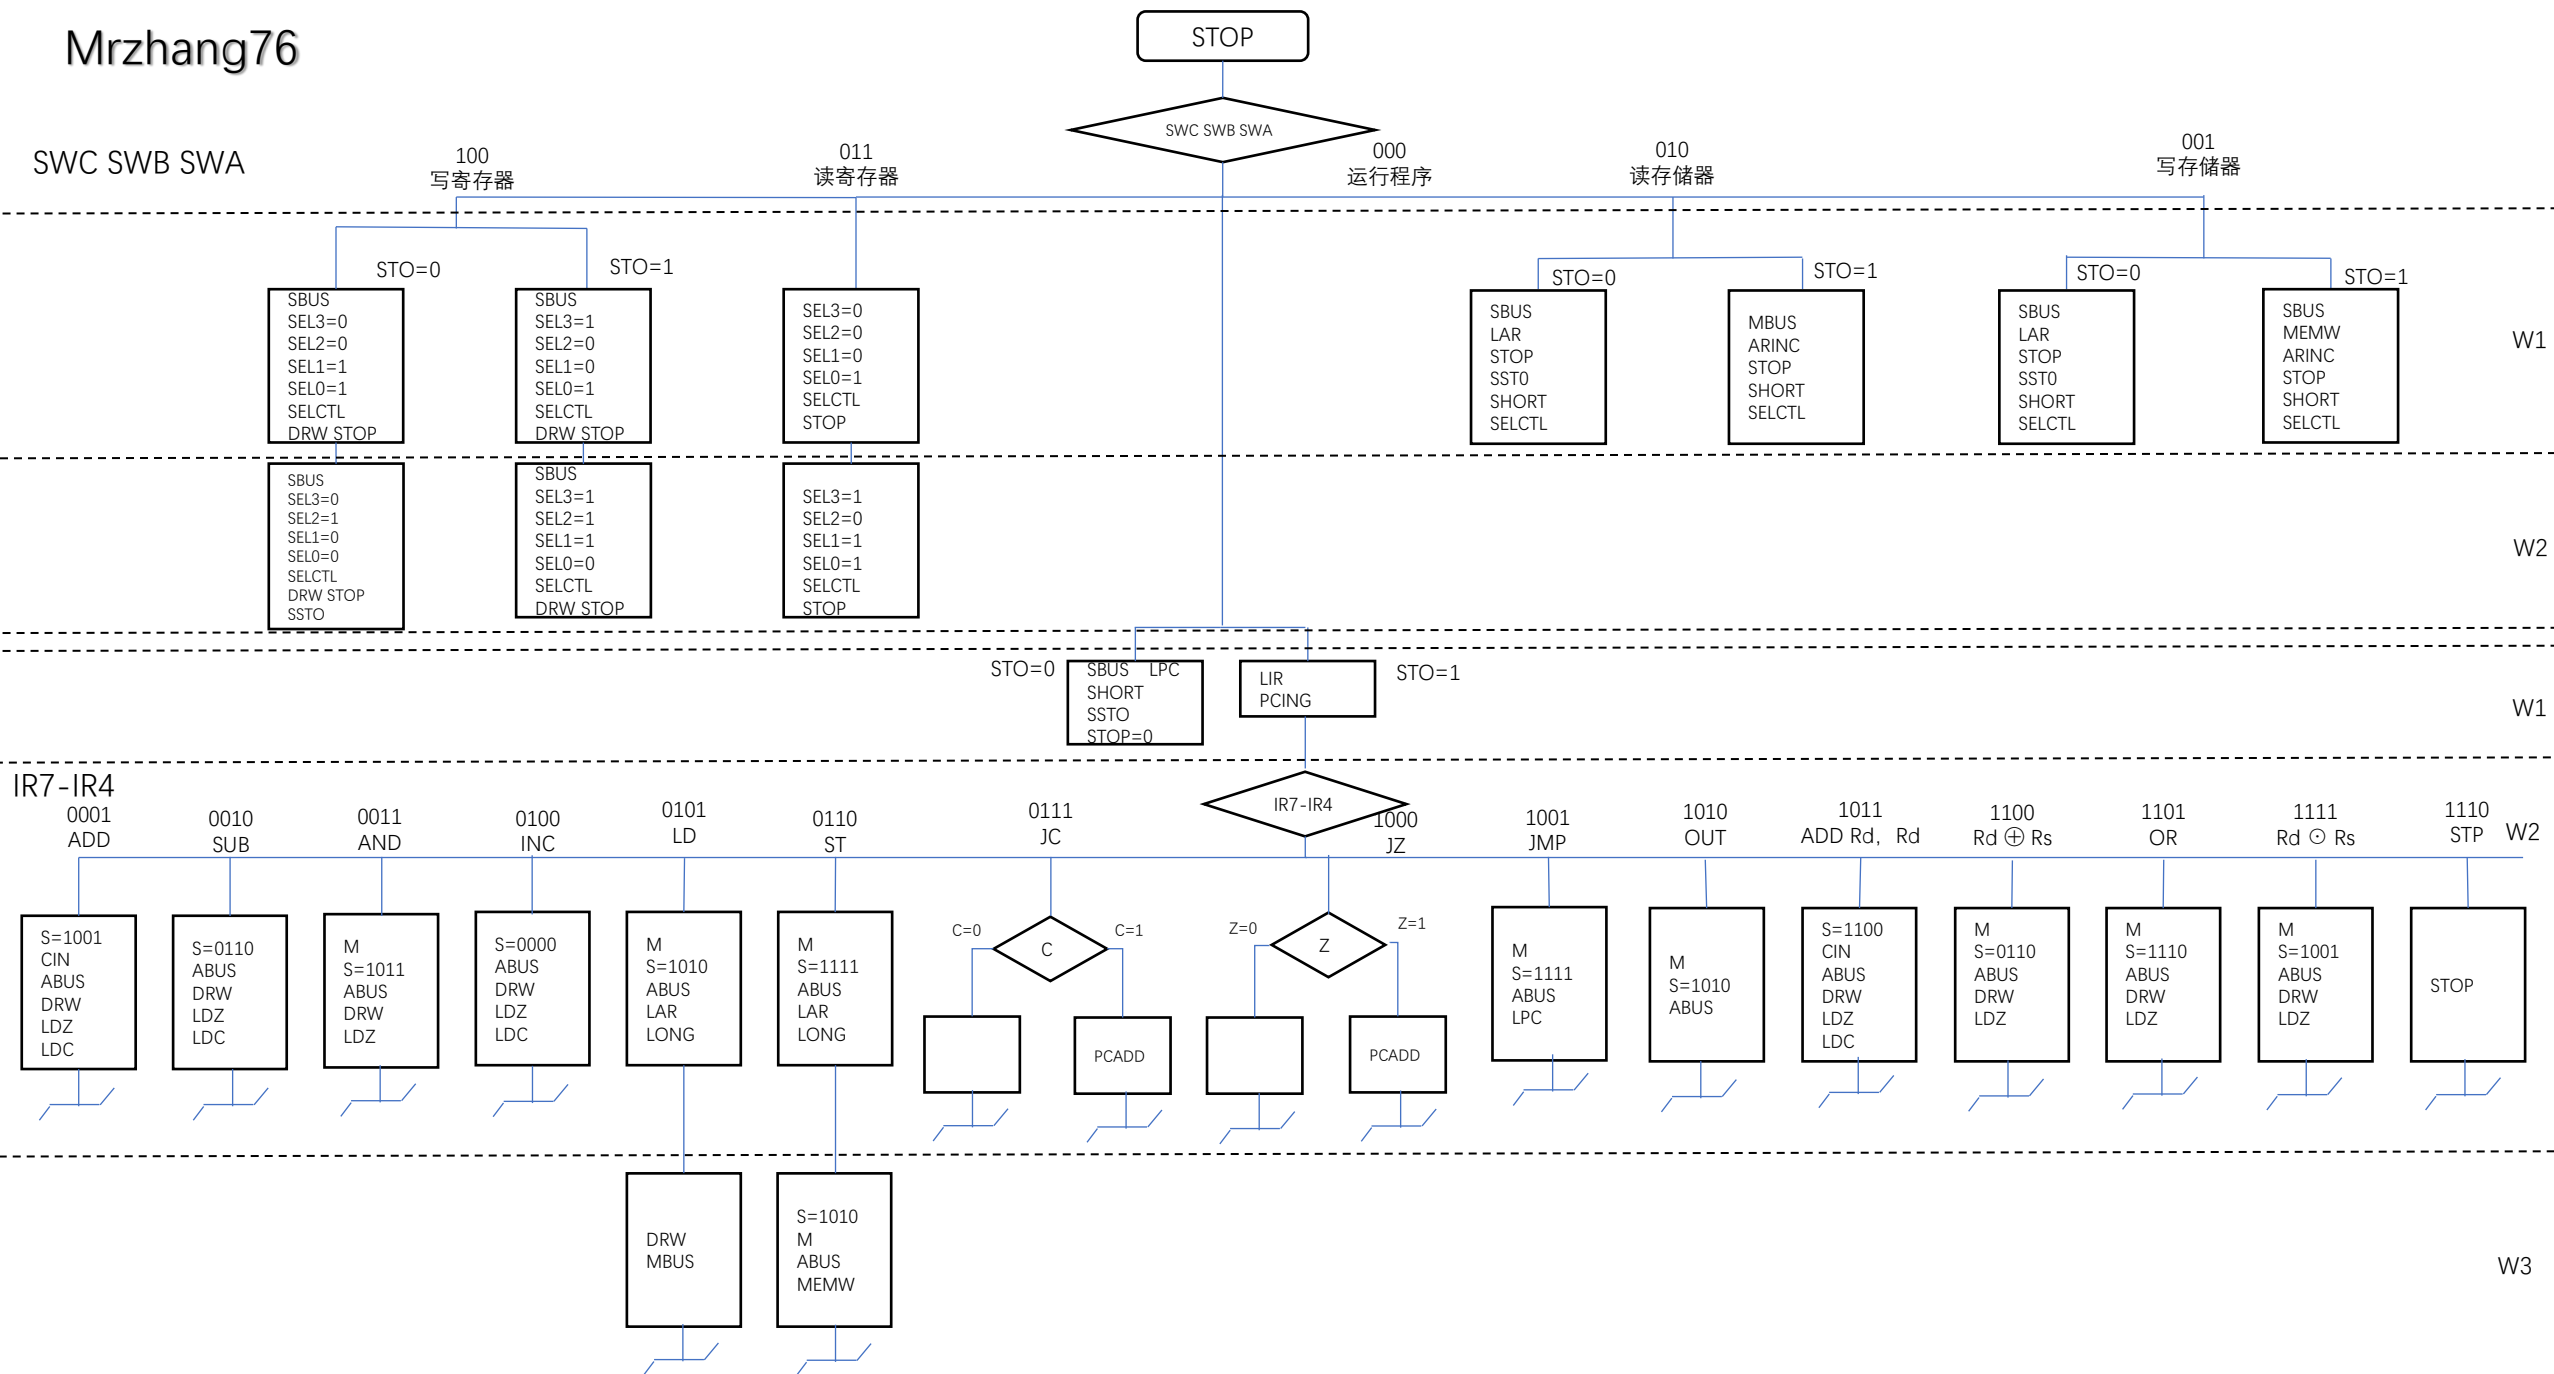 Mrzhang76
STOP
SWC SWB SWA
SWC SWB SWA
100
写寄存器
011
读寄存器
000
运行程序
010
读存储器
001
写存储器
STO=0
SBUS
SEL3=0
SEL2=0
SEL1=1
SEL0=1
SELCTL
DRW STOP
STO=1
SBUS
SEL3=1
SEL2=0
SEL1=0
SEL0=1
SELCTL
DRW STOP
SEL3=0
SEL2=0
SEL1=0
SEL0=1
SELCTL
STOP
STO=0
SBUS
LAR
STOP
SST0
SHORT
SELCTL
STO=1
MBUS
ARINC
STOP
SHORT
SELCTL
STO=0
SBUS
LAR
STOP
SST0
SHORT
SELCTL
STO=1
SBUS
MEMW
ARINC
STOP
SHORT
SELCTL
W1
SBUS
SEL3=0
SEL2=1
SEL1=0
SEL0=0
SELCTL
DRW STOP
SSTO
SBUS
SEL3=1
SEL2=1
SEL1=1
SEL0=0
SELCTL
DRW STOP
SEL3=1
SEL2=0
SEL1=1
SEL0=1
SELCTL
STOP
W2
STO=0
SBUS LPC
SHORT
SSTO
STOP=0
LIR
PCING
STO=1
W1
IR7-IR4
IR7-IR4
0001
ADD
0010
SUB
0011
AND
0100
INC
0101
LD
0110
ST
0111
JC
1000
JZ
1001
JMP
1010
OUT
1011
ADD Rd, Rd
1100
Rd ⊕ Rs
1101
OR
1111
Rd ⊙ Rs
1110
STP
W2
S=1001
CIN
ABUS
DRW
LDZ
LDC
S=0110
ABUS
DRW
LDZ
LDC
M
S=1011
ABUS
DRW
LDZ
S=0000
ABUS
DRW
LDZ
LDC
M
S=1010
ABUS
LAR
LONG
M
S=1111
ABUS
LAR
LONG
C=0
C
C=1
PCADD
Z=0
Z
Z=1
PCADD
M
S=1111
ABUS
LPC
M
S=1010
ABUS
S=1100
CIN
ABUS
DRW
LDZ
LDC
M
S=0110
ABUS
DRW
LDZ
M
S=1110
ABUS
DRW
LDZ
M
S=1001
ABUS
DRW
LDZ
STOP
DRW
MBUS
S=1010
M
ABUS
MEMW
W3